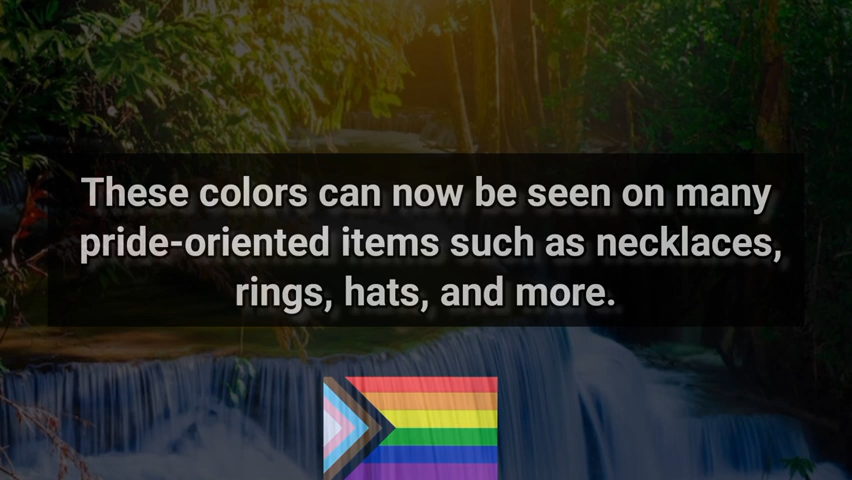 These colors can now be seen on many
pride-oriented items such as necklaces,
rings, hats, and more.